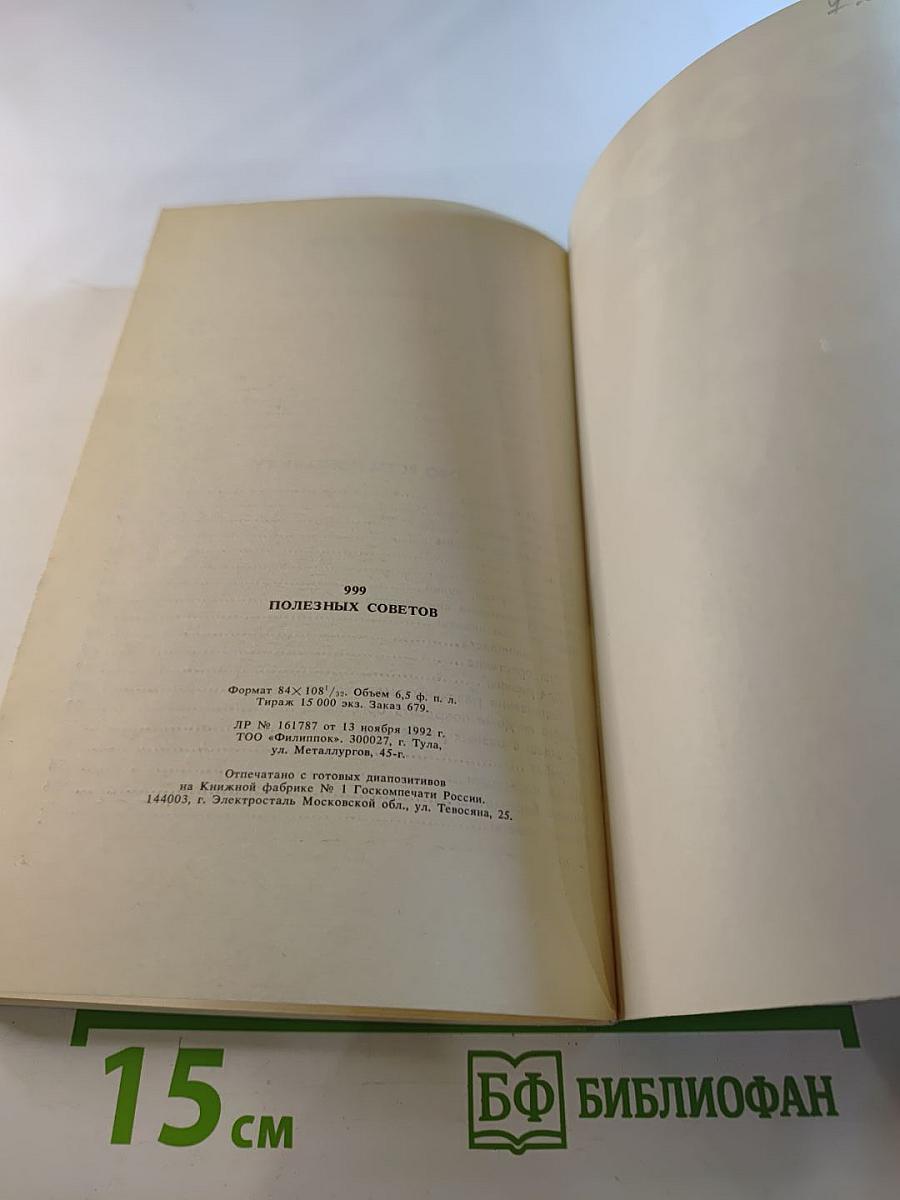 999
ПОЛЕЗНЫХ СОВЕТОВ
Формат 84×108¹/₃₂. Объем 6,5 ф. п. л.
Тираж 15 000 экз. Заказ 679.
ЛР № 161787 от 13 ноября 1992 г.
ТОО «Филиппок». 300027, г. Тула,
ул. Металлургов, 45-г.
Отпечатано с готовых диапозитивов
на Книжной фабрике № 1 Госкомпечати России.
144003, г. Электросталь Московской обл., ул. Тевосяна, 25.
15 см
БФ БИБЛИОФАН